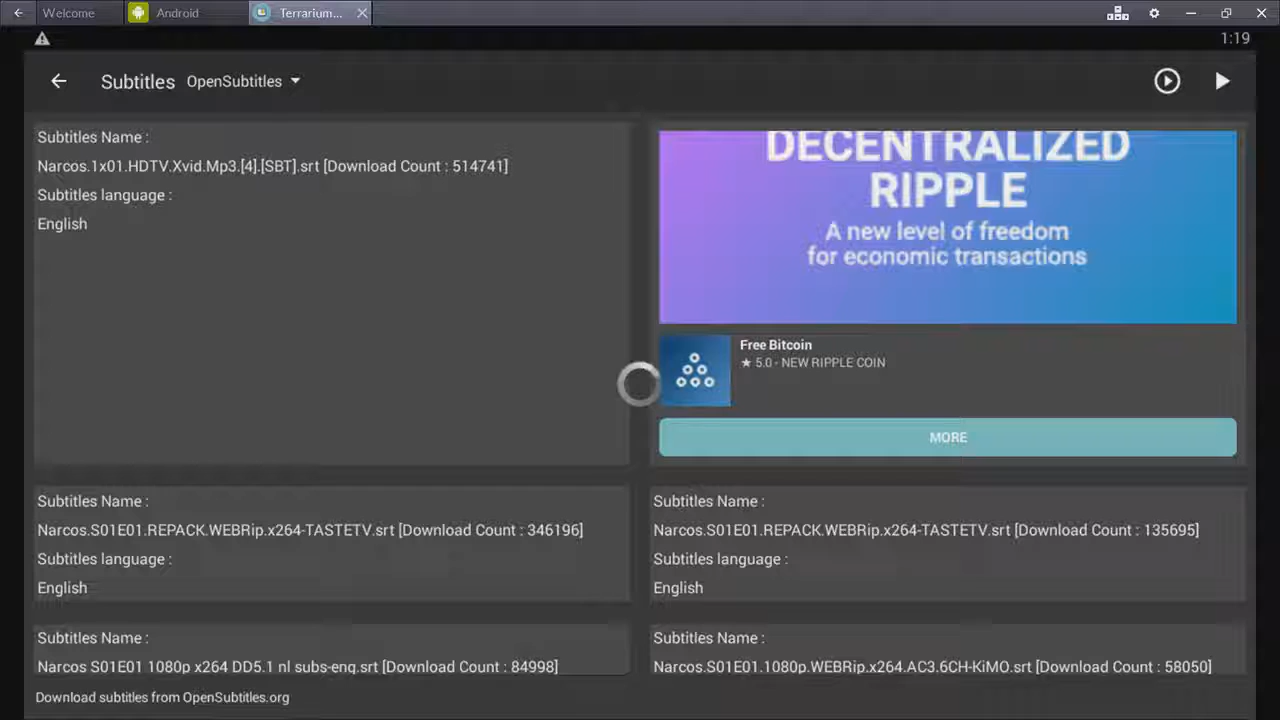 Welcome
Android
Terrarium...
1:19
Subtitles
OpenSubtitles
Subtitles Name :
Narcos.1x01.HDTV.Xvid.Mp3.[4].[SBT].srt [Download Count : 514741]
Subtitles language :
English
DECENTRALIZED
RIPPLE
A new level of freedom
for economic transactions
Free Bitcoin
★ 5.0 - NEW RIPPLE COIN
MORE
Subtitles Name :
Narcos.S01E01.REPACK.WEBRip.x264-TASTETV.srt [Download Count : 346196]
Subtitles language :
English
Subtitles Name :
Narcos.S01E01.REPACK.WEBRip.x264-TASTETV.srt [Download Count : 135695]
Subtitles language :
English
Subtitles Name :
Narcos S01E01 1080p x264 DD5.1 nl subs-eng.srt [Download Count : 84998]
Subtitles Name :
Narcos.S01E01.1080p.WEBRip.x264.AC3.6CH-KiMO.srt [Download Count : 58050]
Download subtitles from OpenSubtitles.org